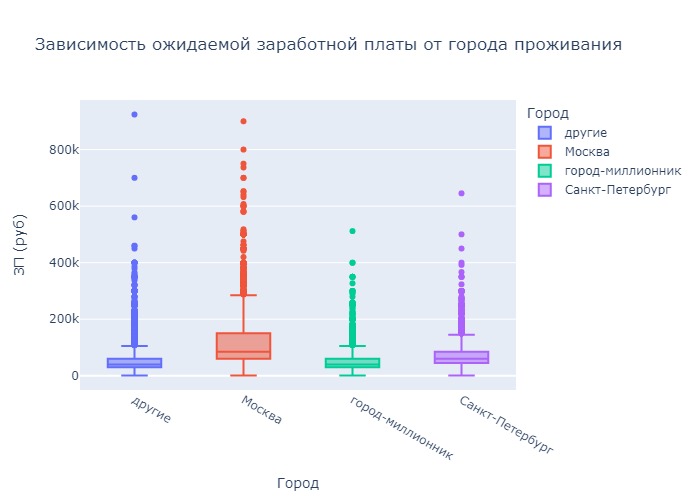 Зависимость ожидаемой заработной платы от города проживания
Город
другие
Москва
город-миллионник
Санкт-Петербург
ЗП (руб)
800k
600k
400k
200k
0
другие
Москва
город-миллионник
Санкт-Петербург
Город